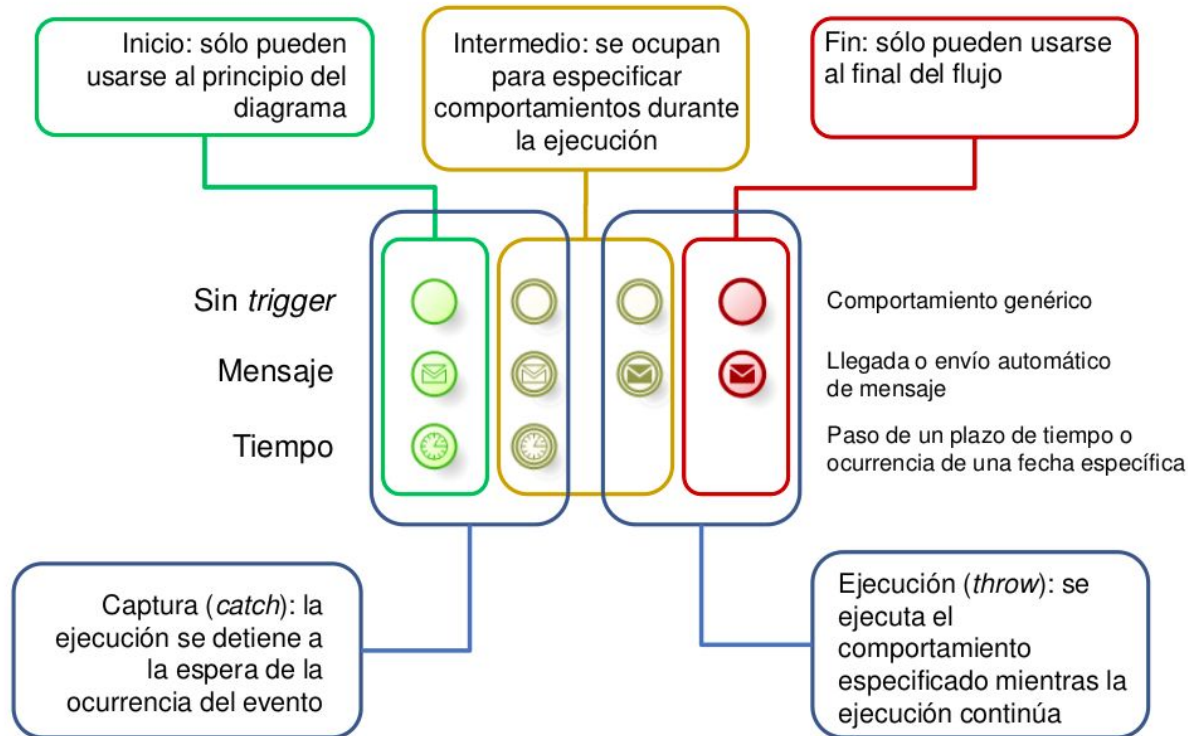 Inicio: sólo pueden
usarse al principio del
diagrama
Intermedio: se ocupan
para especificar
comportamientos durante
la ejecución
Fin: sólo pueden usarse
al final del flujo
Sin trigger
Comportamiento genérico
Mensaje
Llegada o envío automático
de mensaje
Tiempo
Paso de un plazo de tiempo o
ocurrencia de una fecha específica
Captura (catch): la
ejecución se detiene a
la espera de la
ocurrencia del evento
Ejecución (throw): se
ejecuta el
comportamiento
especificado mientras la
ejecución continúa